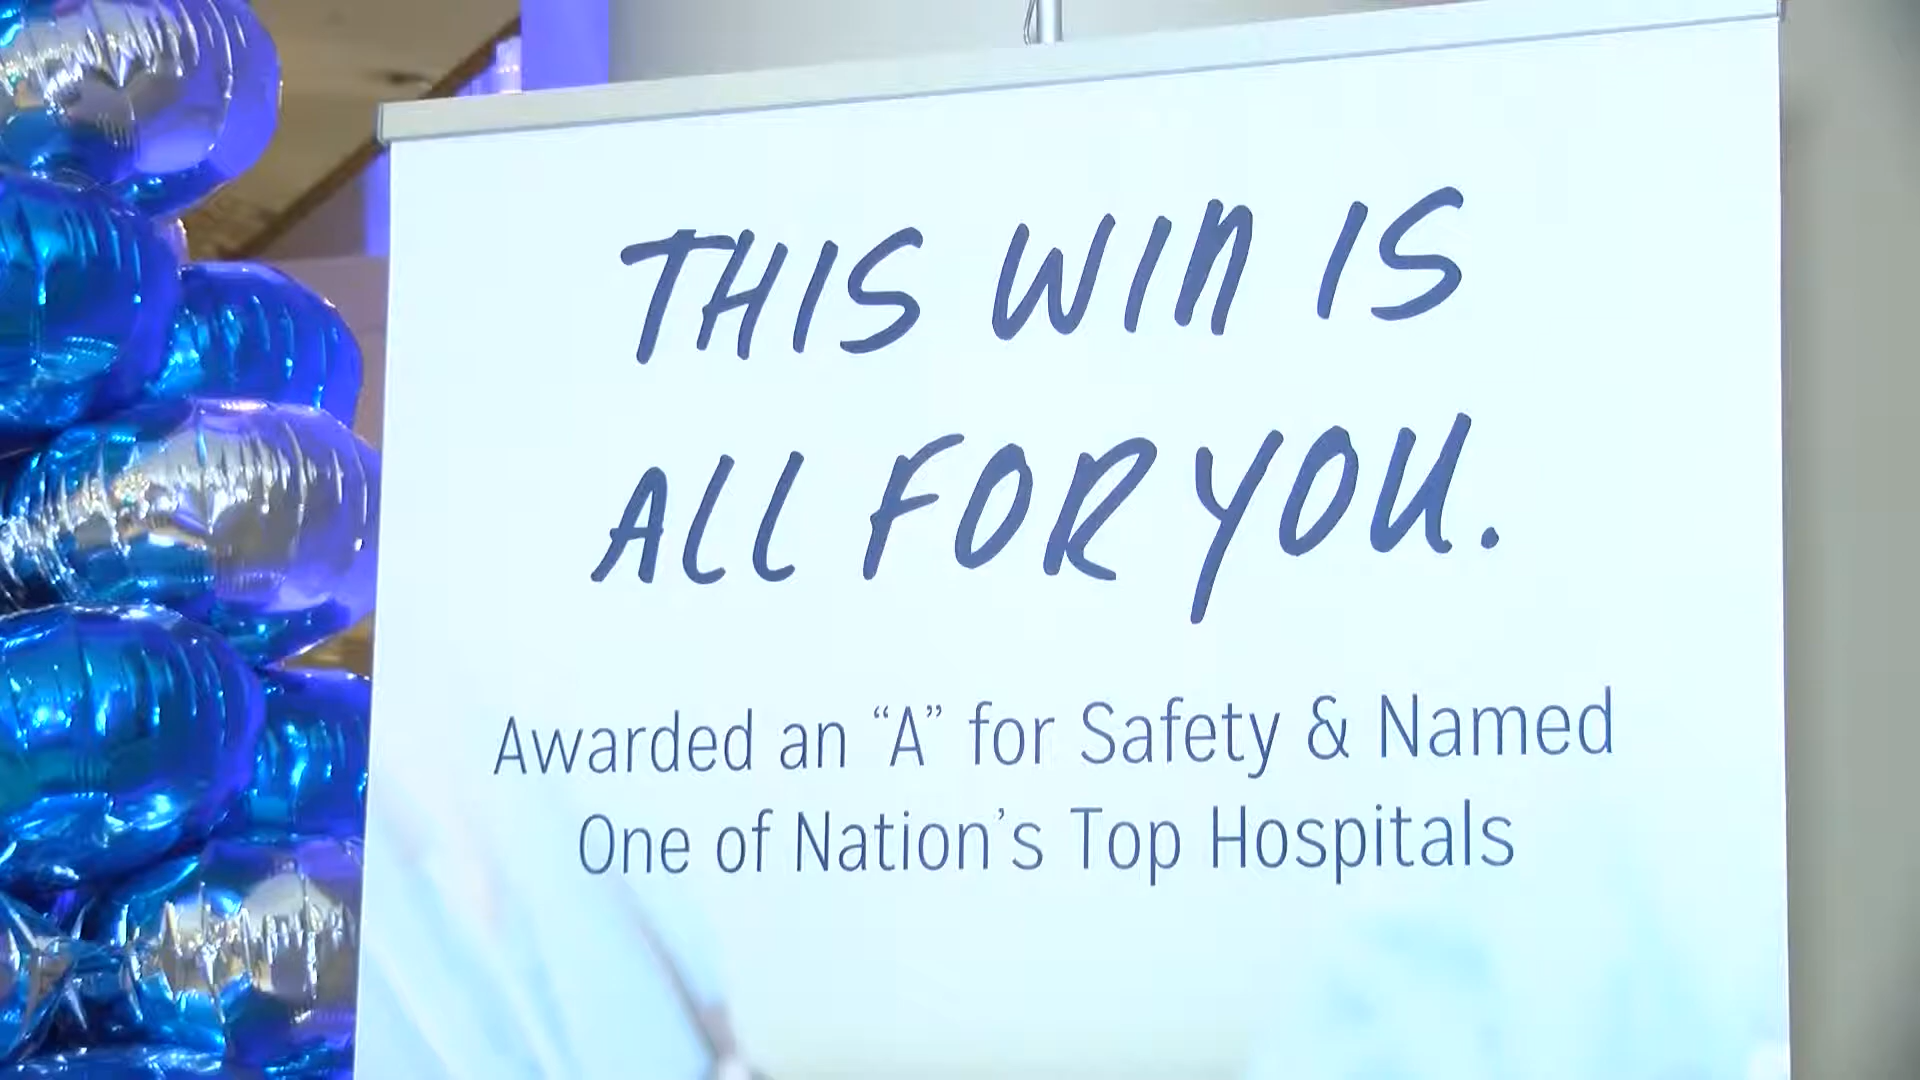 THIS WIN IS
ALL FOR YOU.
Awarded an “A” for Safety & Named
One of Nation’s Top Hospitals